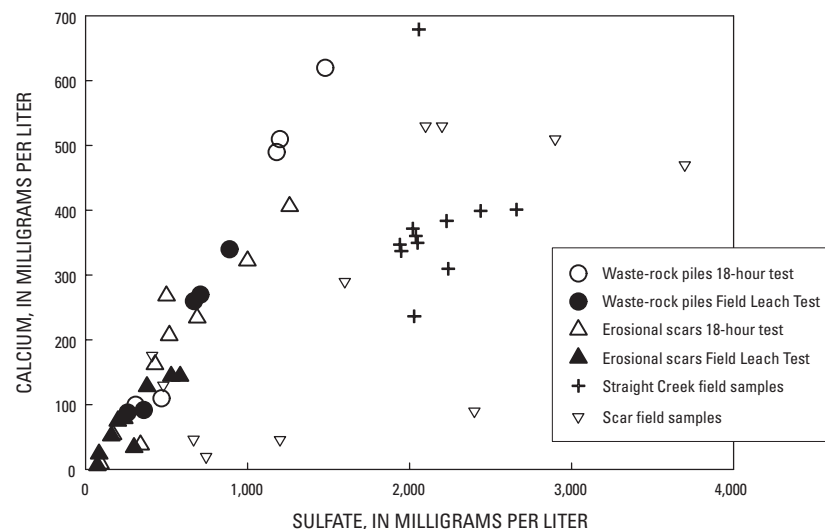 CALCIUM, IN MILLIGRAMS PER LITER
700
600
500
400
300
200
100
0
0
1,000
2,000
3,000
4,000
SULFATE, IN MILLIGRAMS PER LITER
Waste-rock piles 18-hour test
Waste-rock piles Field Leach Test
Erosional scars 18-hour test
Erosional scars Field Leach Test
Straight Creek field samples
Scar field samples